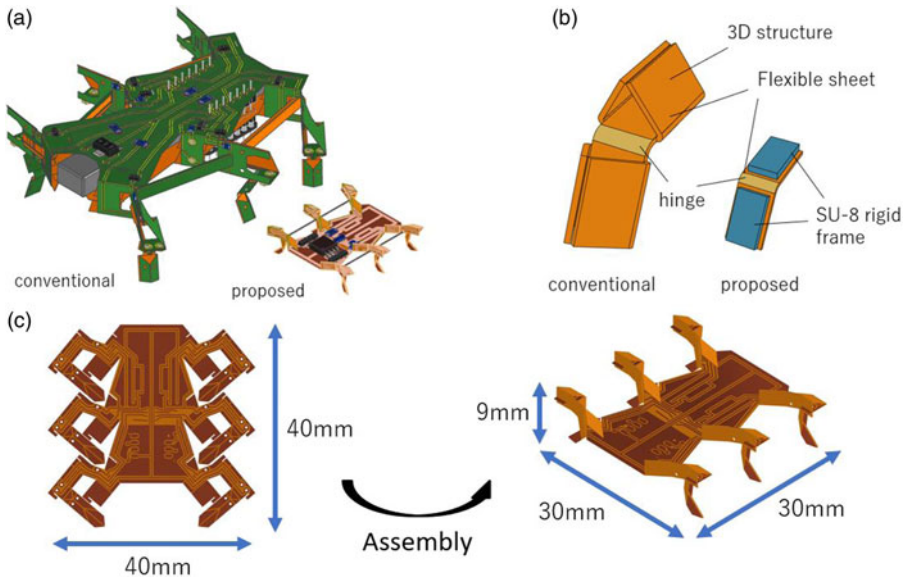 (a)
conventional
proposed
(b)
3D structure
Flexible sheet
hinge
SU-8 rigid
frame
conventional
proposed
(c)
40mm
40mm
Assembly
9mm
30mm
30mm